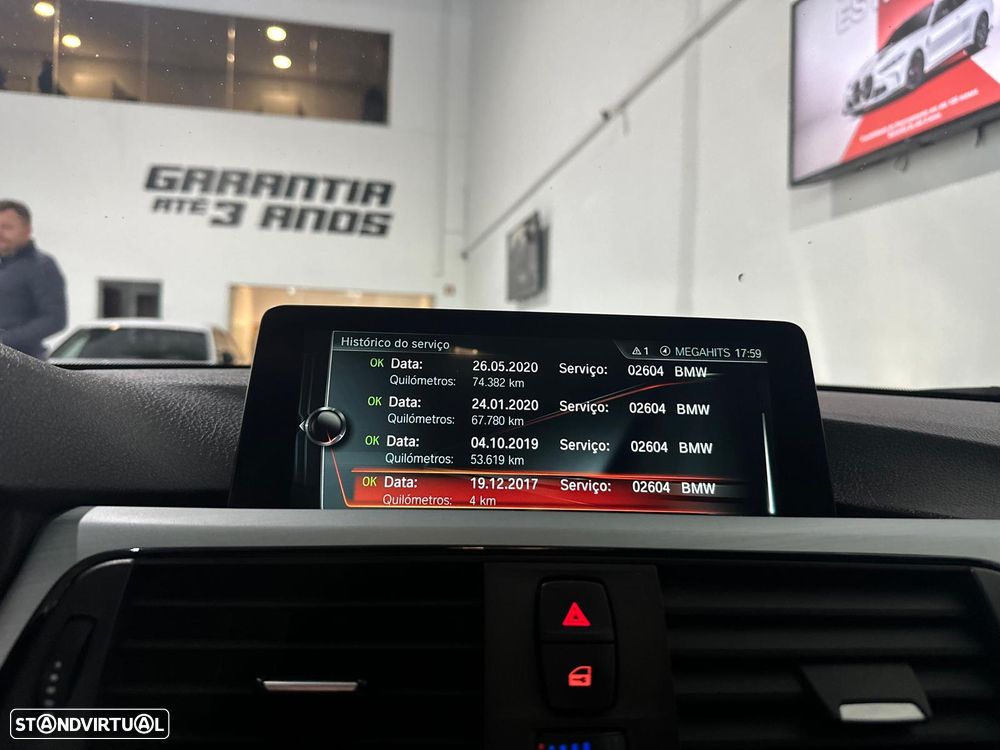 GARANTIA
ATÉ 3 ANOS
Histórico do serviço
1 MEGAHITS 17:59
OK Data: 26.05.2020 Serviço: 02604 BMW
Quilómetros: 74.382 km
OK Data: 24.01.2020 Serviço: 02604 BMW
Quilómetros: 67.780 km
OK Data: 04.10.2019 Serviço: 02604 BMW
Quilómetros: 53.619 km
OK Data: 19.12.2017 Serviço: 02604 BMW
Quilómetros: 4 km
STANDVIRTUAL